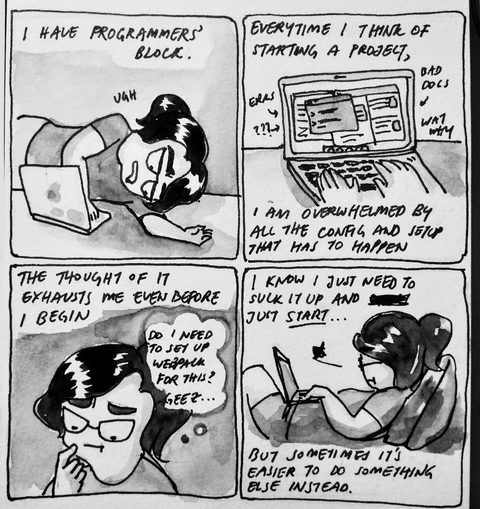 I HAVE PROGRAMMERS'
BLOCK.
UGH
EVERYTIME I THINK OF
STARTING A PROJECT,
ERRS
???
BAD
DOCS
WAT
WHY
I AM OVERWHELMED BY
ALL THE CONFIG AND SETUP
THAT HAS TO HAPPEN
THE THOUGHT OF IT
EXHAUSTS ME EVEN BEFORE
I BEGIN
DO I NEED
TO SET UP
WEBPACK
FOR THIS?
GEEZ...
I KNOW I JUST NEED TO
SUCK IT UP AND
JUST START...
BUT SOMETIMES IT'S
EASIER TO DO SOMETHING
ELSE INSTEAD.